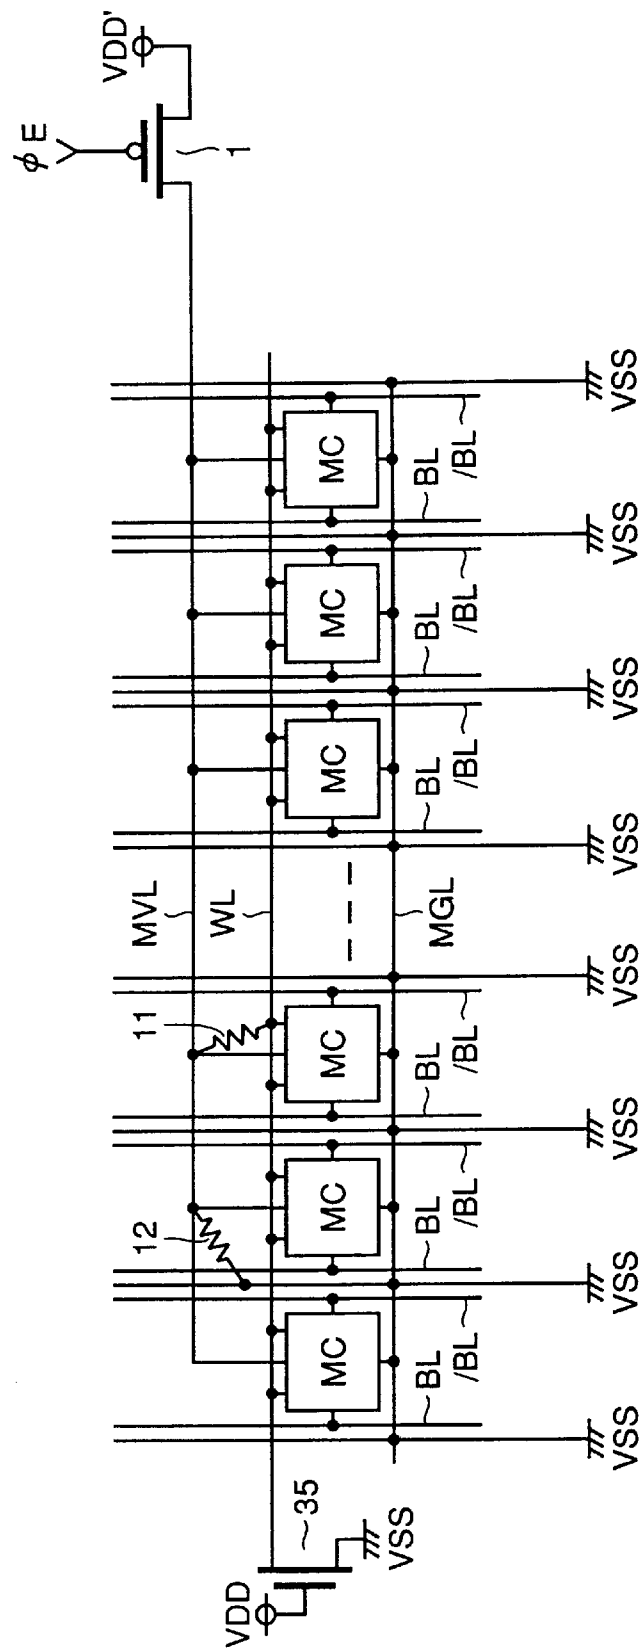 φE
VDD'
12 11 MVL
WL
VDD 1
35
MC MC MC MC MC MC
VSS
BL BL BL MGL BL BL BL
/BL /BL /BL /BL /BL /BL
VSS VSS VSS VSS VSS VSS VSS VSS